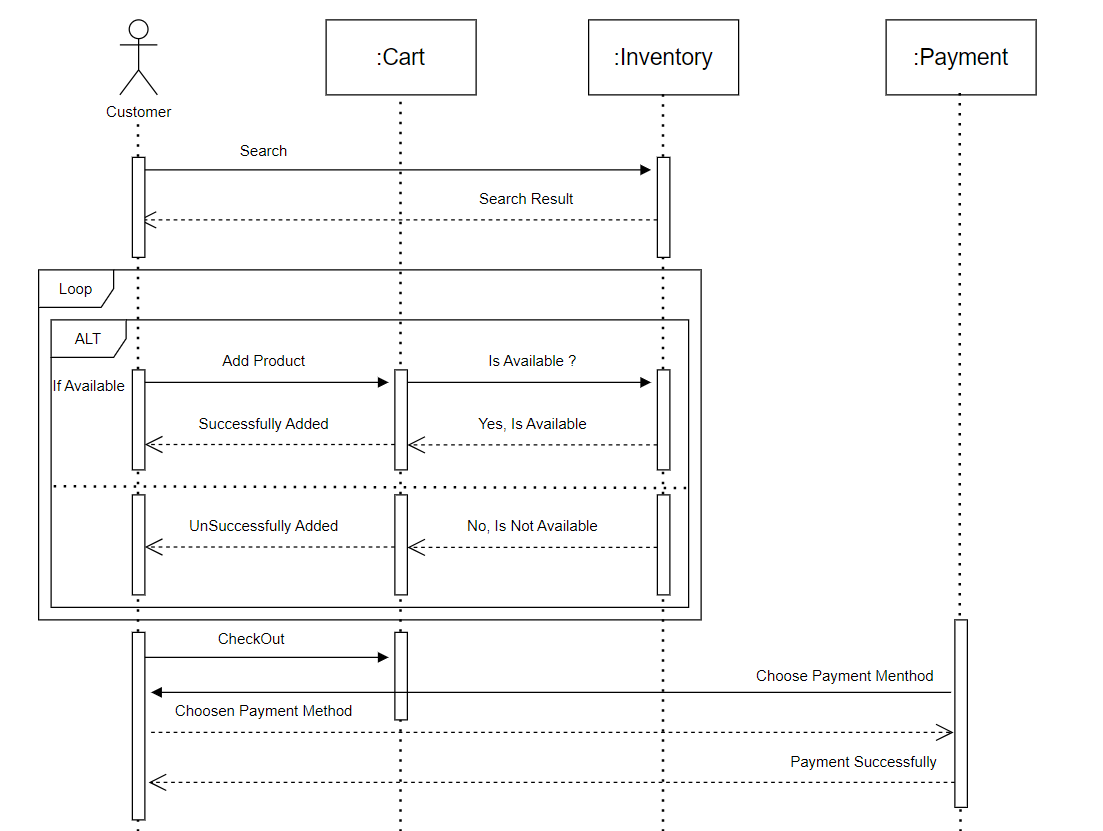 :Cart
:Inventory
:Payment
Customer
Search
Search Result
Loop
ALT
Add Product
Is Available ?
If Available
Successfully Added
Yes, Is Available
UnSuccessfully Added
No, Is Not Available
CheckOut
Choose Payment Menthod
Choosen Payment Method
Payment Successfully